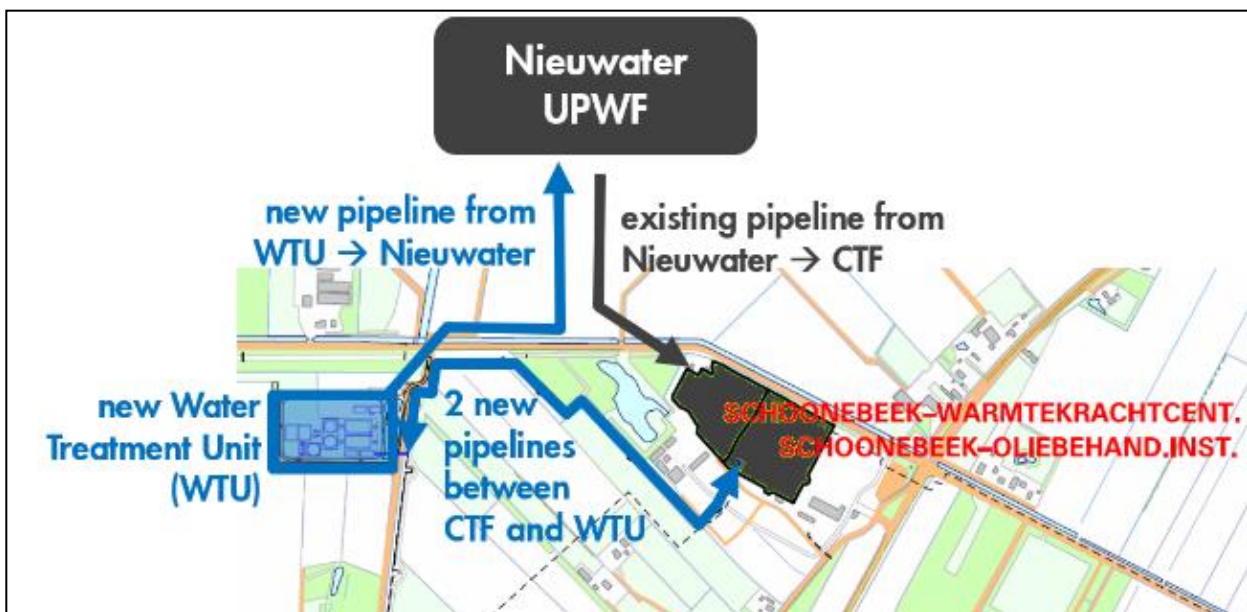 Nieuwater
UPWF
new pipeline from
WTU → Nieuwater
existing pipeline from
Nieuwater → CTF
new Water
Treatment Unit
(WTU)
2 new
pipelines
between
CTF and WTU
SCHOONEBEEK-WARMTEKRACHTCENT.
SCHOONEBEEK-OLIEBEHAND.INST.